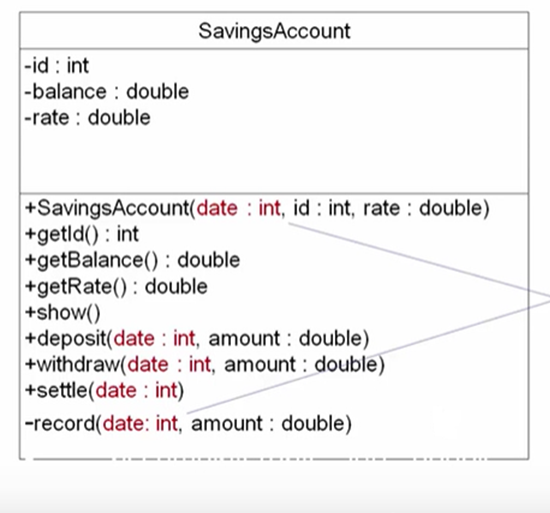 SavingsAccount
-id : int
-balance : double
-rate : double
+SavingsAccount(date : int, id : int, rate : double)
+getId() : int
+getBalance() : double
+getRate() : double
+show()
+deposit(date : int, amount : double)
+withdraw(date : int, amount : double)
+settle(date : int)
-record(date: int, amount : double)